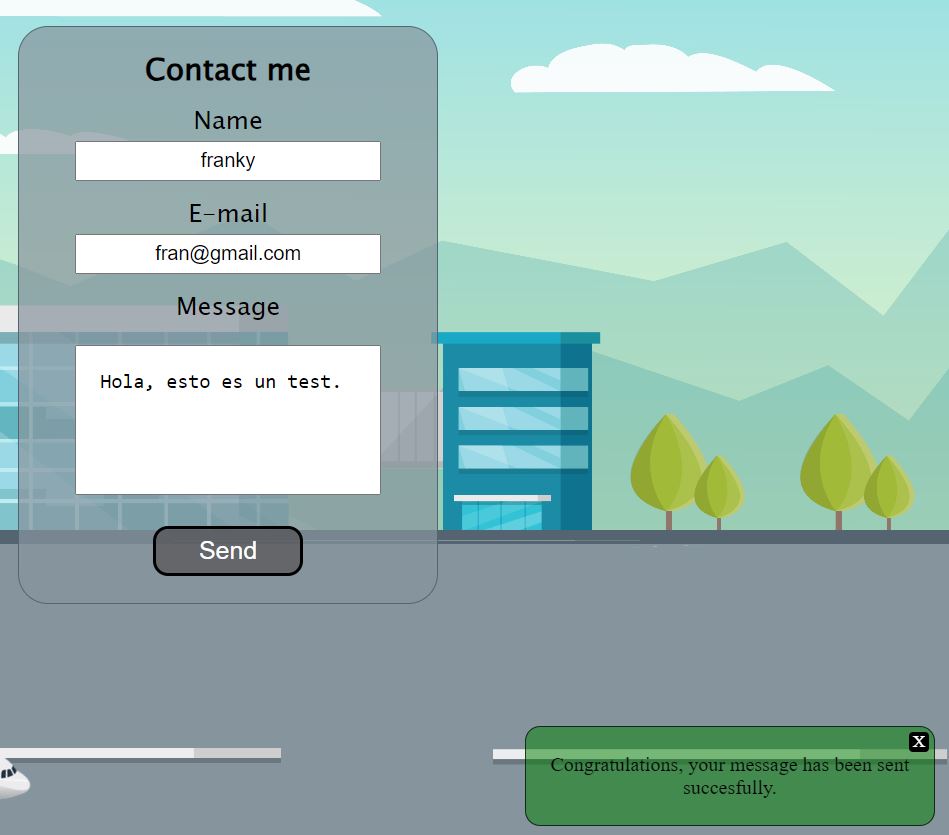 Contact me
Name
franky
E-mail
fran@gmail.com
Message
Hola, esto es un test.
Send
X
Congratulations, your message has been sent
succesfully.